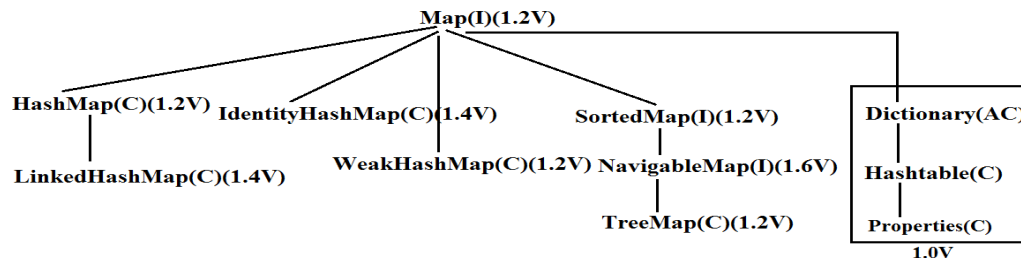 Map(I)(1.2V)
HashMap(C)(1.2V)
IdentityHashMap(C)(1.4V)
SortedMap(I)(1.2V)
Dictionary(AC)
LinkedHashMap(C)(1.4V)
WeakHashMap(C)(1.2V)
NavigableMap(I)(1.6V)
Hashtable(C)
TreeMap(C)(1.2V)
Properties(C)
1.0V